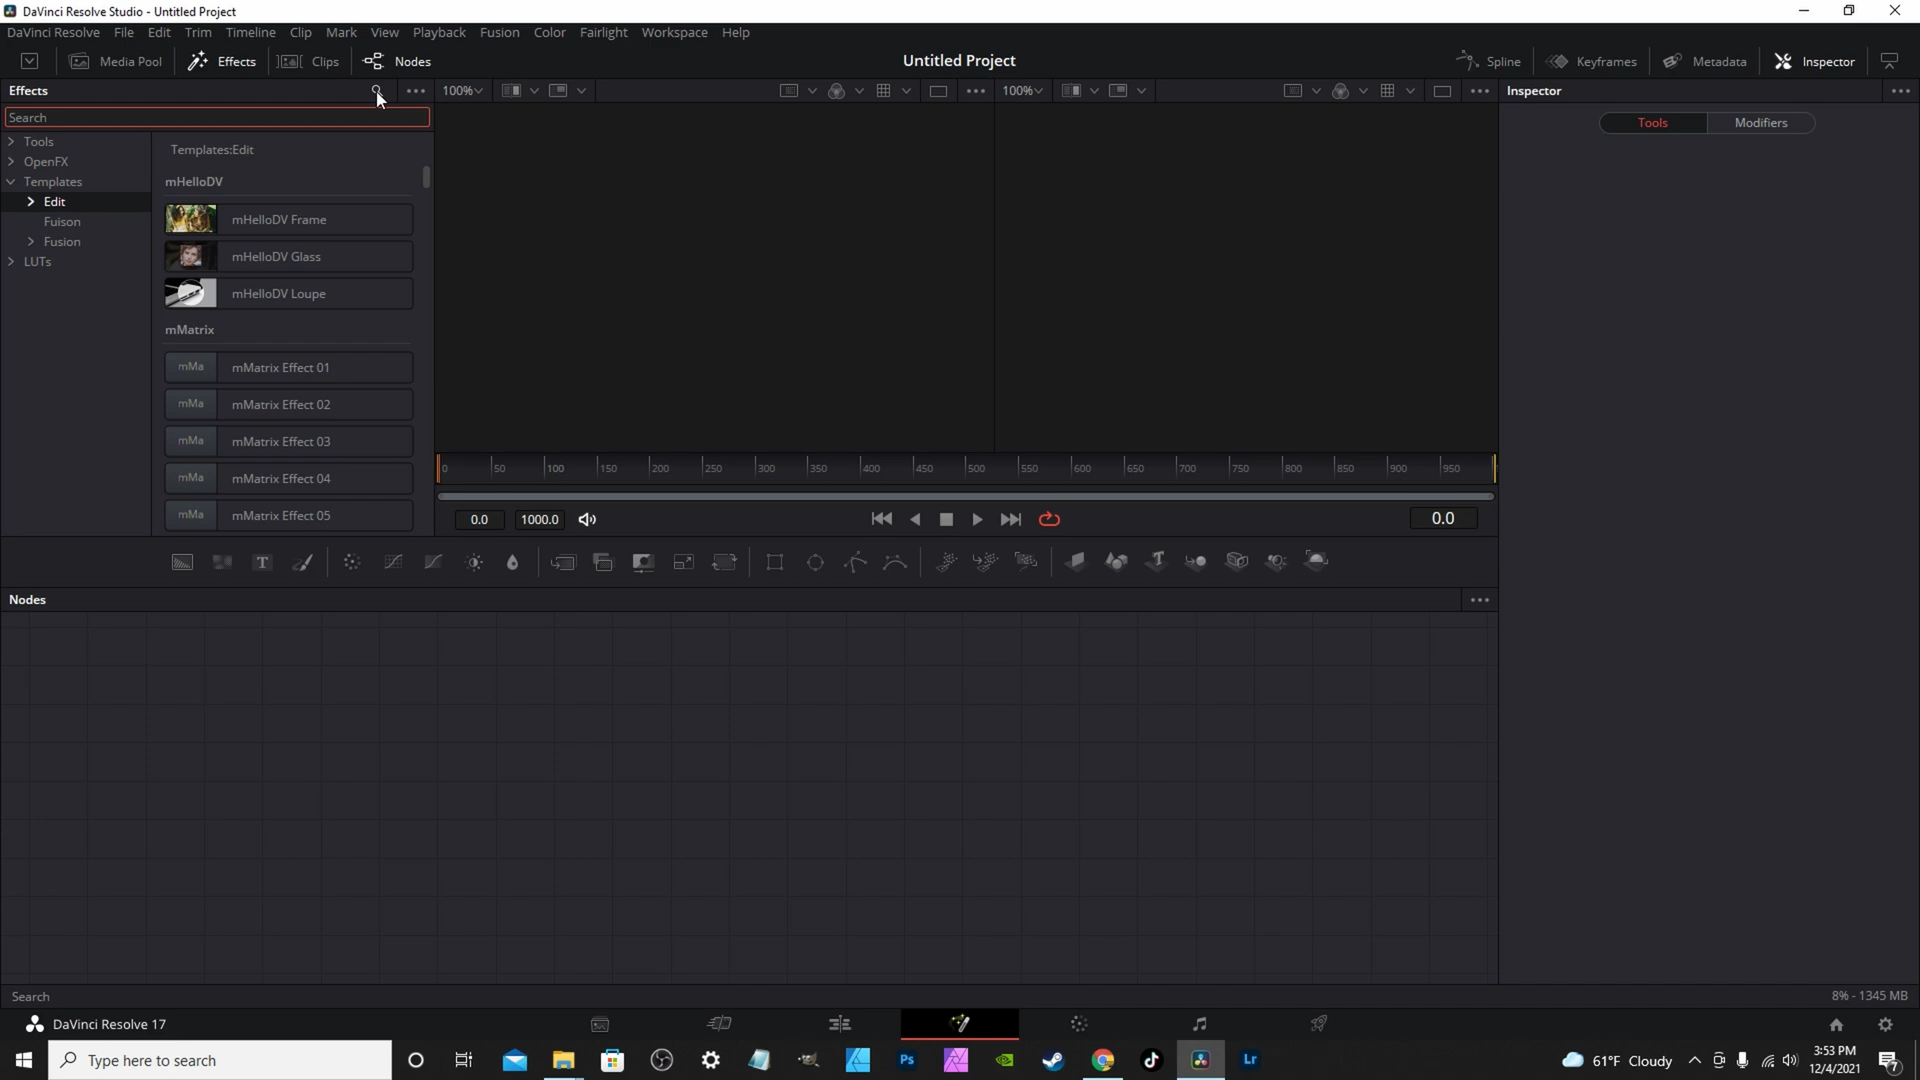 DaVinci Resolve Studio - Untitled Project
DaVinci Resolve File Edit Trim Timeline Clip Mark View Playback Fusion Color Fairlight Workspace Help
Media Pool Effects Clips Nodes Untitled Project Spline Keyframes Metadata Inspector
Effects 100% 100% Inspector
Search
Tools Modifiers
Tools
OpenFX
Templates
Edit
Fuison
Fusion
LUTs
Templates:Edit
mHelloDV
mHelloDV Frame
mHelloDV Glass
mHelloDV Loupe
mMatrix
mMa mMatrix Effect 01
mMa mMatrix Effect 02
mMa mMatrix Effect 03
mMa mMatrix Effect 04
mMa mMatrix Effect 05
0 50 100 150 200 250 300 350 400 450 500 550 600 650 700 750 800 850 900 950
0.0 1000.0 0.0
T T
Nodes
Search 8% - 1345 MB
DaVinci Resolve 17
Type here to search Ps Lr 61°F Cloudy 3:53 PM
12/4/2021 7